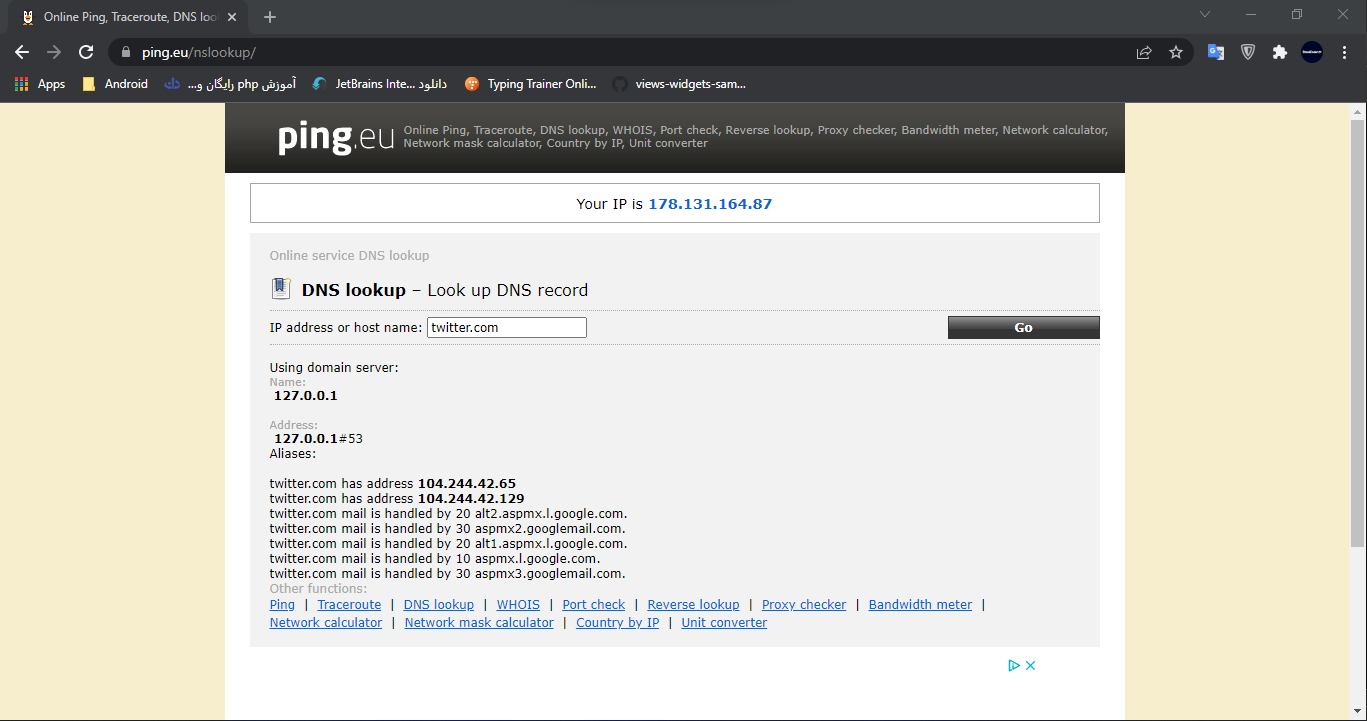 Online Ping, Traceroute, DNS loo
ping.eu/nslookup/
Apps
Android
آموزش php رایگان و...
JetBrains Inte... دانلود
Typing Trainer Onli...
views-widgets-sam...
ping.eu
Online Ping, Traceroute, DNS lookup, WHOIS, Port check, Reverse lookup, Proxy checker, Bandwidth meter, Network calculator,
Network mask calculator, Country by IP, Unit converter
Your IP is 178.131.164.87
Online service DNS lookup
DNS lookup – Look up DNS record
IP address or host name: twitter.com
Go
Using domain server:
Name:
127.0.0.1
Address:
127.0.0.1#53
Aliases:
twitter.com has address 104.244.42.65
twitter.com has address 104.244.42.129
twitter.com mail is handled by 20 alt2.aspmx.l.google.com.
twitter.com mail is handled by 30 aspmx2.googlemail.com.
twitter.com mail is handled by 20 alt1.aspmx.l.google.com.
twitter.com mail is handled by 10 aspmx.l.google.com.
twitter.com mail is handled by 30 aspmx3.googlemail.com.
Other functions:
Ping | Traceroute | DNS lookup | WHOIS | Port check | Reverse lookup | Proxy checker | Bandwidth meter |
Network calculator | Network mask calculator | Country by IP | Unit converter